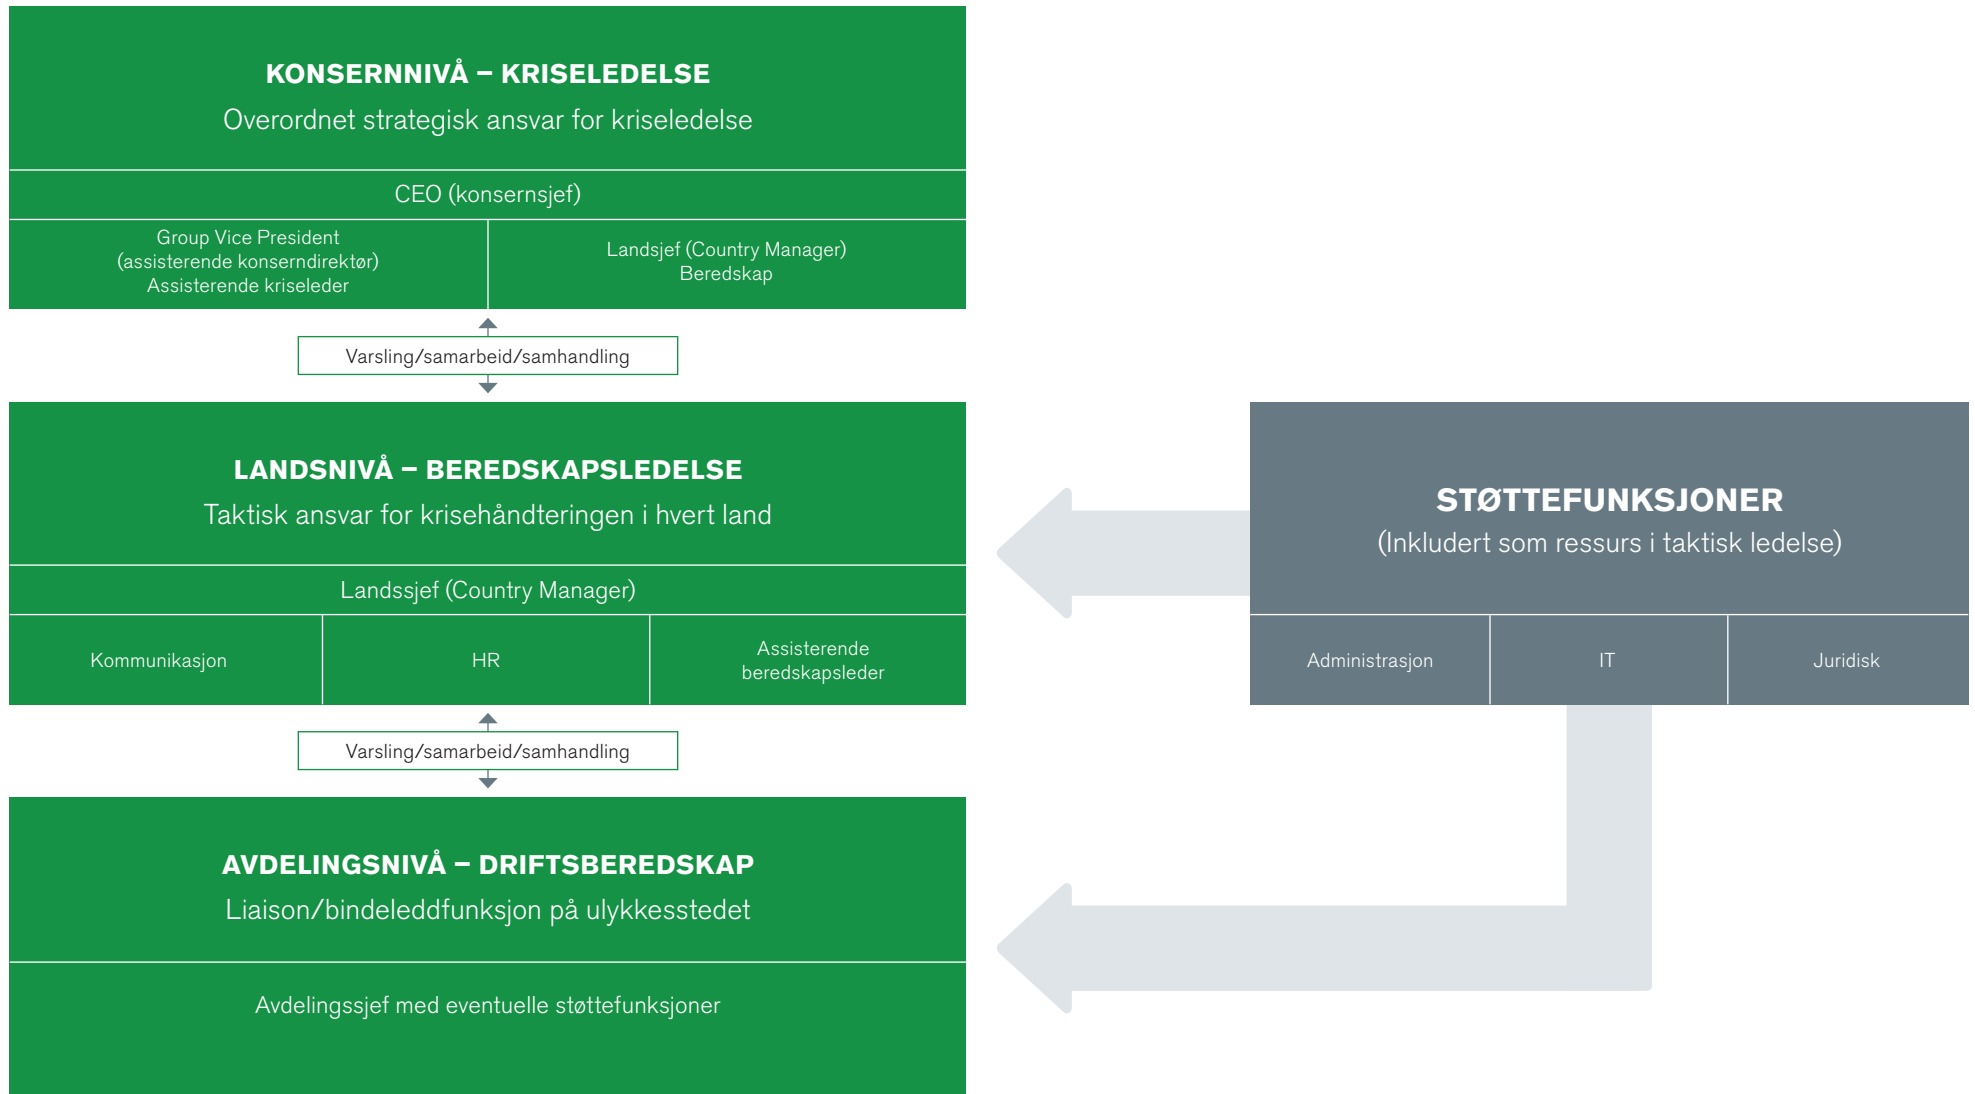 KONSERNNIVÅ – KRISELEDELSE
Overordnet strategisk ansvar for kriseledelse
CEO (konsernsjef)
Group Vice President
(assisterende konserndirektør)
Assisterende kriseleder
Landsjef (Country Manager)
Beredskap
Varsling/samarbeid/samhandling
LANDSNIVÅ – BEREDSKAPSLEDELSE
Taktisk ansvar for krisehåndteringen i hvert land
Landssjef (Country Manager)
Kommunikasjon
HR
Assisterende
beredskapsleder
Varsling/samarbeid/samhandling
AVDELINGSNIVÅ – DRIFTSBEREDSKAP
Liaison/bindeleddfunksjon på ulykkesstedet
Avdelingssjef med eventuelle støttefunksjoner
STØTTEFUNKSJONER
(Inkludert som ressurs i taktisk ledelse)
Administrasjon
IT
Juridisk